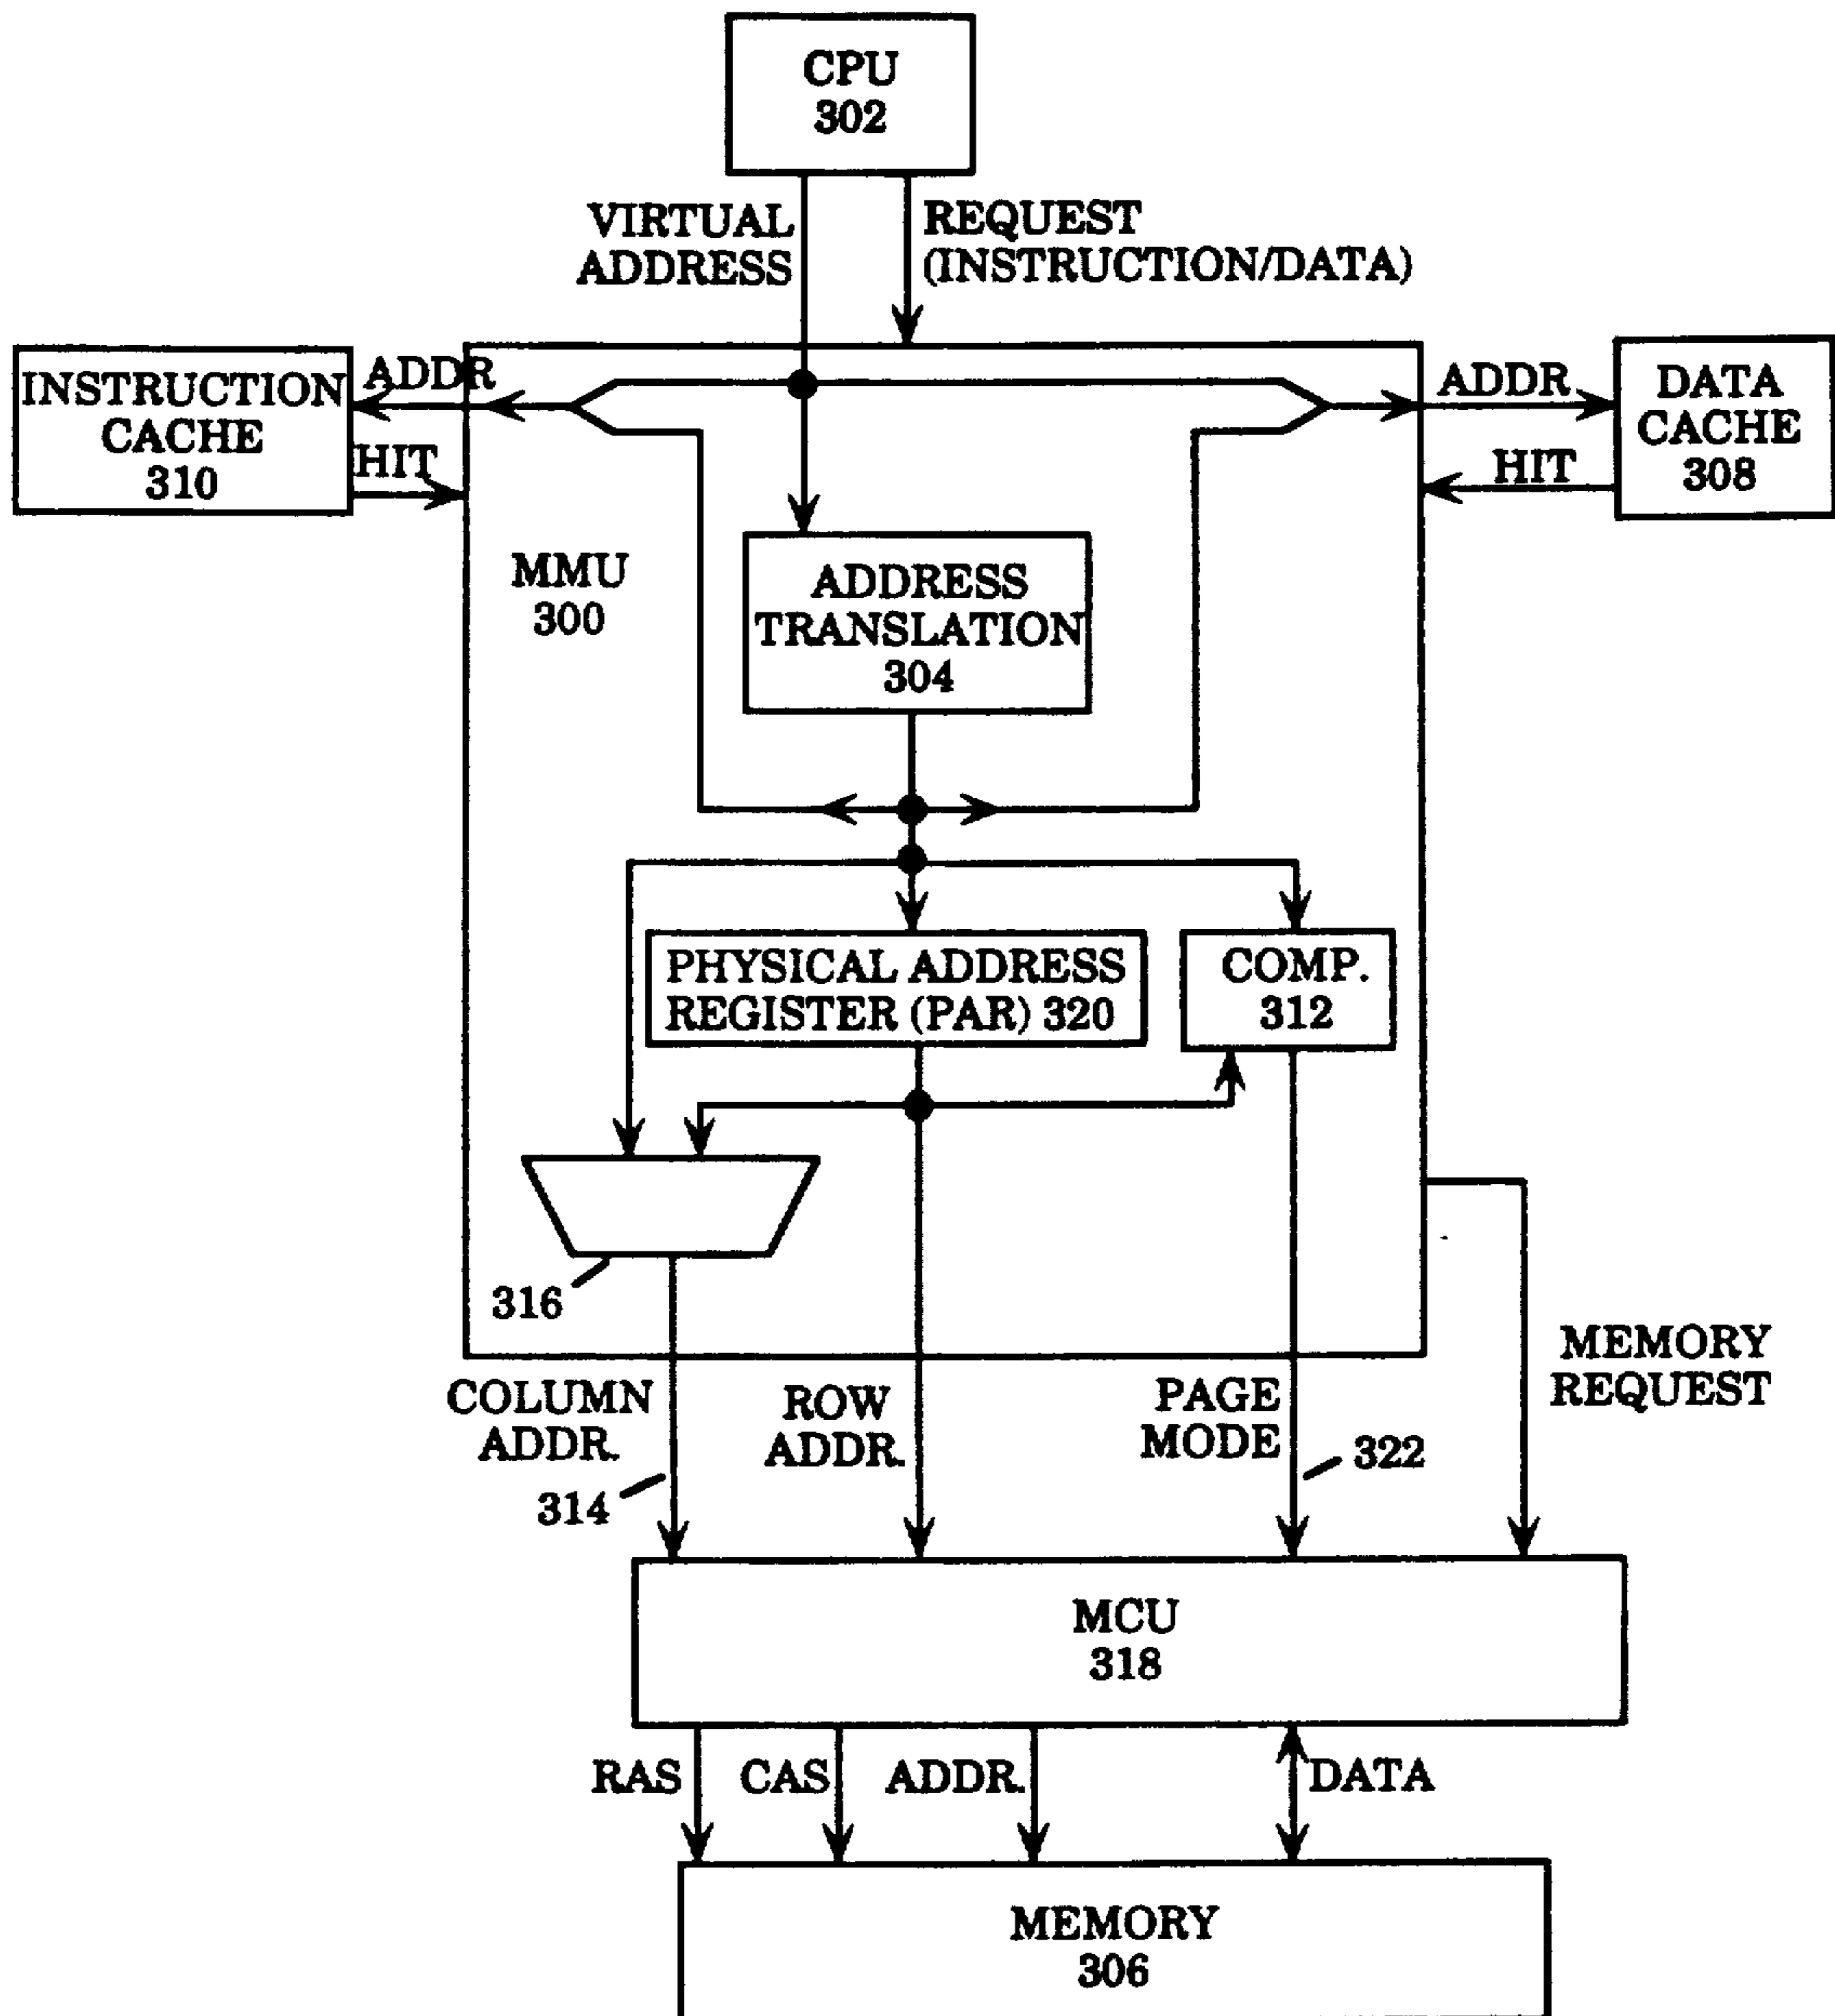 CPU
302
VIRTUAL
ADDRESS
REQUEST
(INSTRUCTION/DATA)
INSTRUCTION
CACHE
310
ADDR
HIT
ADDR
HIT
DATA
CACHE
308
MMU
300
ADDRESS
TRANSLATION
304
PHYSICAL ADDRESS
REGISTER (PAR) 320
COMP.
312
316
COLUMN
ADDR.
314
ROW
ADDR.
PAGE
MODE
322
MEMORY
REQUEST
MCU
318
RAS
CAS
ADDR.
DATA
MEMORY
306